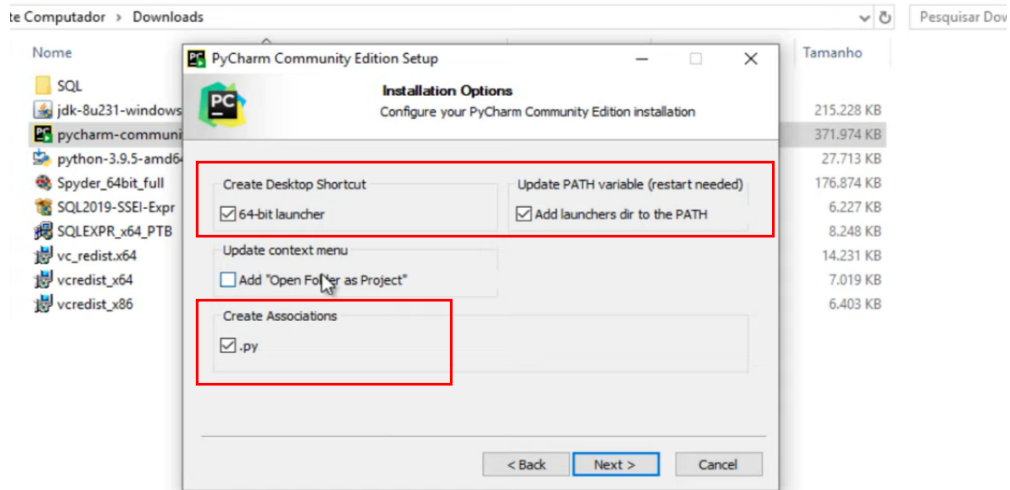 te Computador > Downloads
Pesquisar Dow
Nome
Tamanho
SQL
jdk-8u231-windows
215.228 KB
pycharm-communi
371.974 KB
python-3.9.5-amd64
27.713 KB
Spyder_64bit_full
176.874 KB
SQL2019-SSEI-Expr
6.227 KB
SQLEXPR_x64_PTB
8.248 KB
vc_redist.x64
14.231 KB
vcredist_x64
7.019 KB
vcredist_x86
6.403 KB
PC PyCharm Community Edition Setup
PC
Installation Options
Configure your PyCharm Community Edition installation
Create Desktop Shortcut
64-bit launcher
Update PATH variable (restart needed)
Add launchers dir to the PATH
Update context menu
Add "Open Folder as Project"
Create Associations
.py
< Back
Next >
Cancel